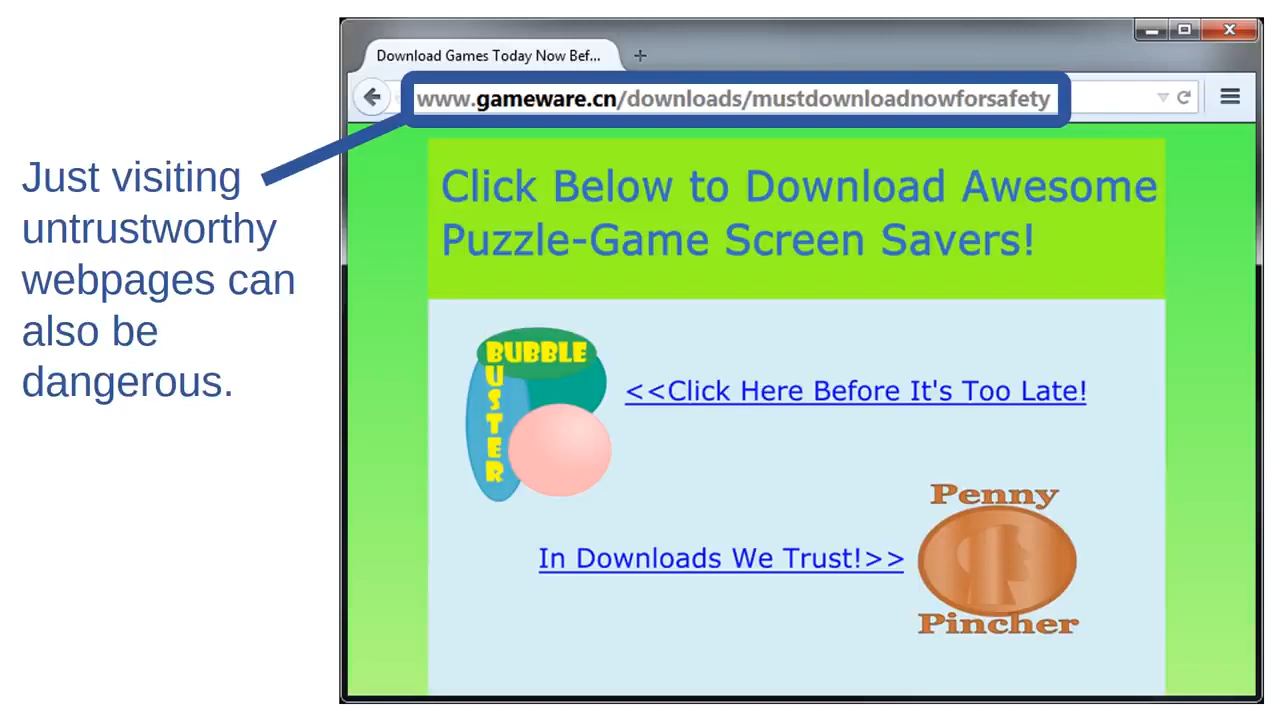 Download Games Today Now Bef...
www.gameware.cn/downloads/mustdownloadnowforsafety
Just visiting
untrustworthy
webpages can
also be
dangerous.
Click Below to Download Awesome
Puzzle-Game Screen Savers!
BUBBLE
BUSTER
<<Click Here Before It's Too Late!
In Downloads We Trust!>>
Penny
Pincher